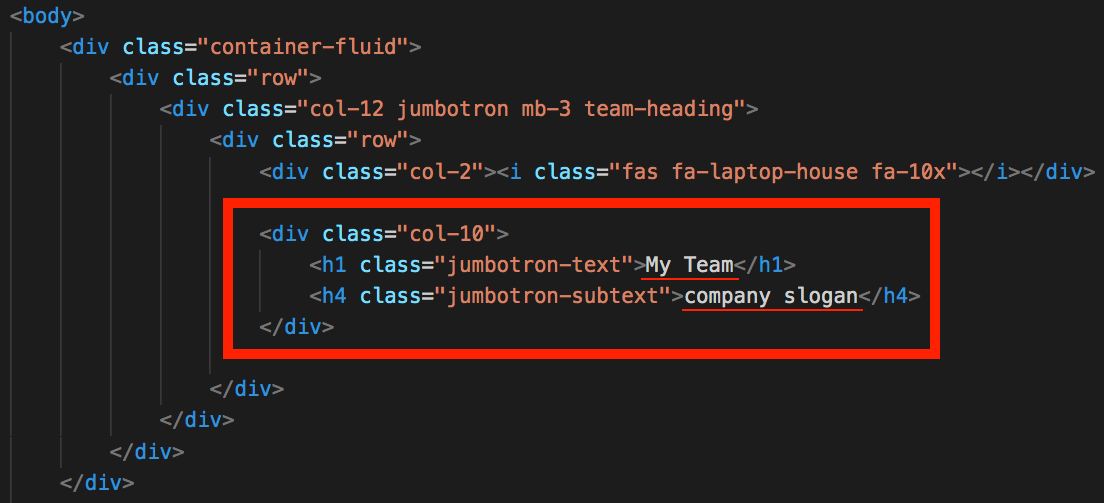 <body>
<div class="container-fluid">
<div class="row">
<div class="col-12 jumbotron mb-3 team-heading">
<div class="row">
<div class="col-2"><i class="fas fa-laptop-house fa-10x"></i></div>
<div class="col-10">
<h1 class="jumbotron-text">My Team</h1>
<h4 class="jumbotron-subtext">company slogan</h4>
</div>
</div>
</div>
</div>
</div>